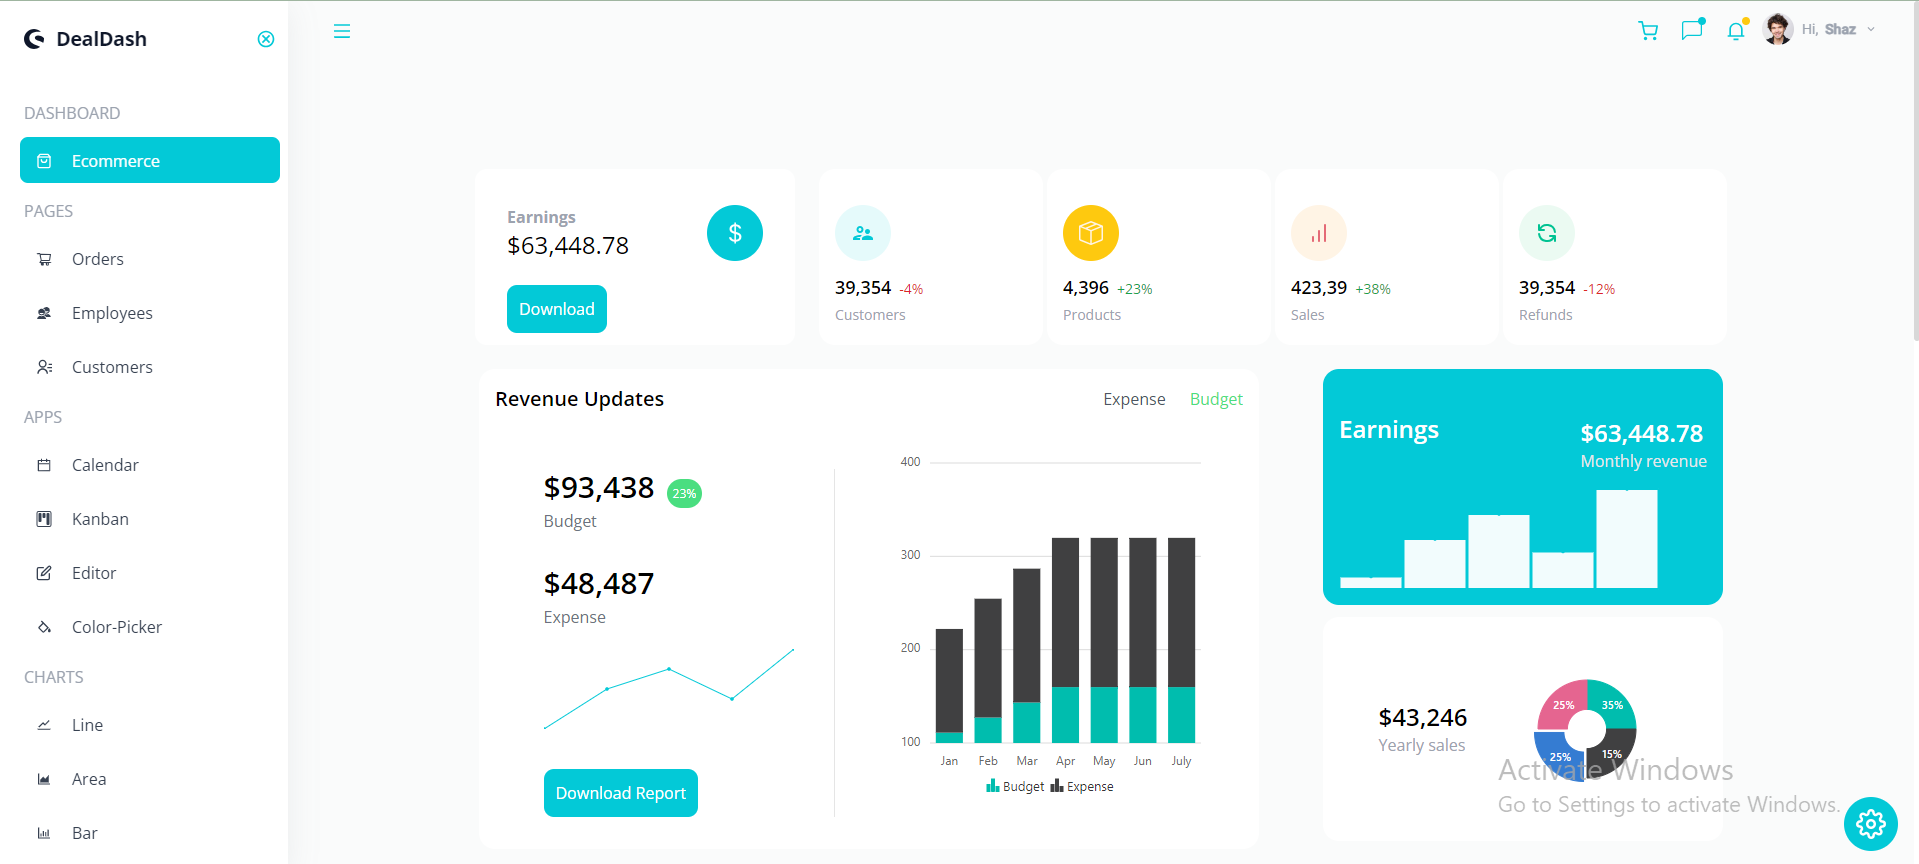 DealDash
Hi, Shaz
DASHBOARD
Ecommerce
PAGES
Orders
Employees
Customers
APPS
Calendar
Kanban
Editor
Color-Picker
CHARTS
Line
Area
Bar
Earnings
$63,448.78
$
Download
39,354 -4%
Customers
4,396 +23%
Products
423,39 +38%
Sales
39,354 -12%
Refunds
Revenue Updates
Expense Budget
$93,438 23%
Budget
$48,487
Expense
Download Report
400
300
200
100
Jan Feb Mar Apr May Jun July
Budget Expense
Earnings
$63,448.78
Monthly revenue
$43,246
Yearly sales
25% 35%
25% 15%
Activate Windows
Go to Settings to activate Windows.